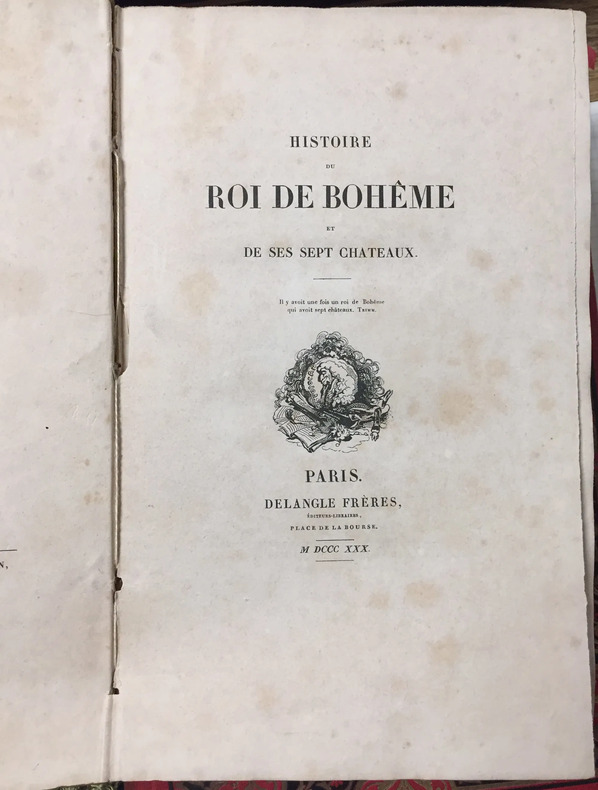 HISTOIRE
DU
ROI DE BOHÊME
ET
DE SES SEPT CHATEAUX.
Il y avoit une fois un roi de Bohême
qui avoit sept châteaux. Trim.
PARIS.
DELANGLE FRÈRES,
ÉDITEURS-LIBRAIRES,
PLACE DE LA BOURSE.
M DCCC XXX.
N,